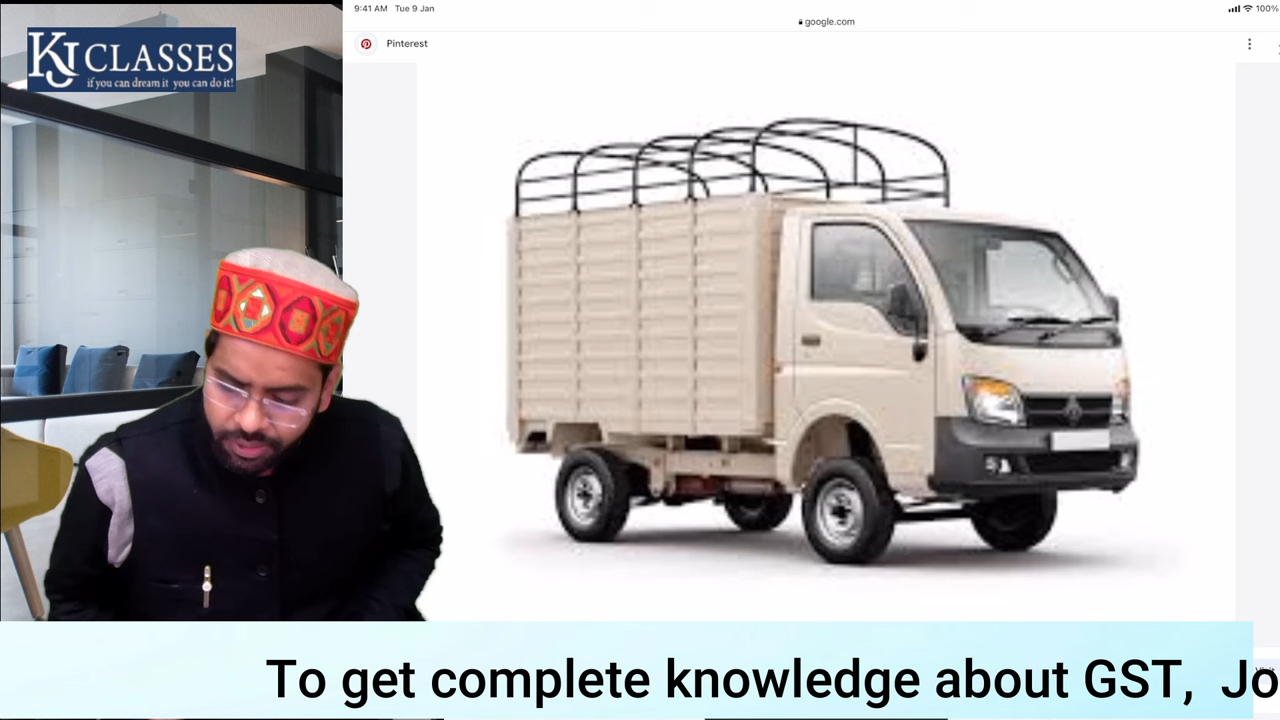 KJ CLASSES
if you can dream it you can do it!
9:41 AM Tue 9 Jan
100%
google.com
Pinterest
To get complete knowledge about GST, Jo